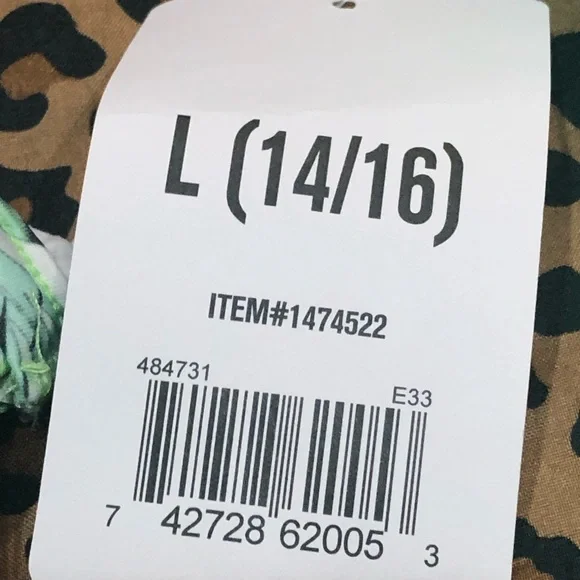 L (14/16)
ITEM#1474522
484731
E33
7 42728 62005 3